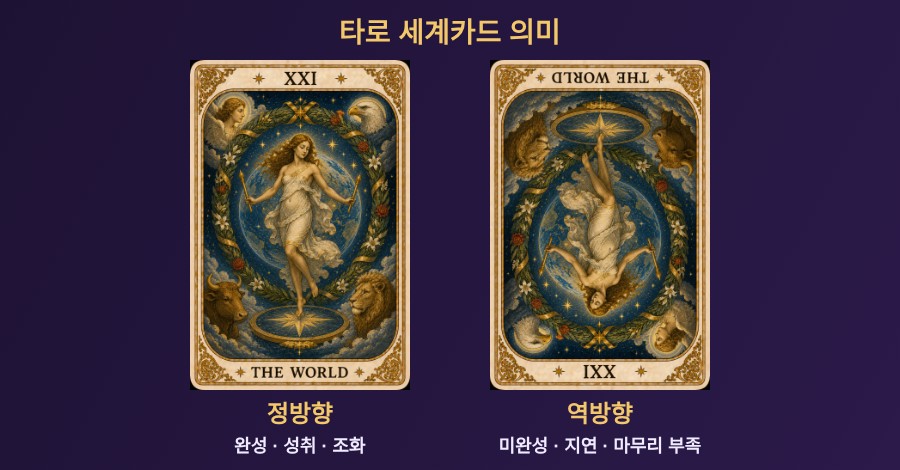 타로 세계카드 의미
XXI
THE WORLD
정방향
완성 · 성취 · 조화
THE WORLD
XXI
역방향
미완성 · 지연 · 마무리 부족